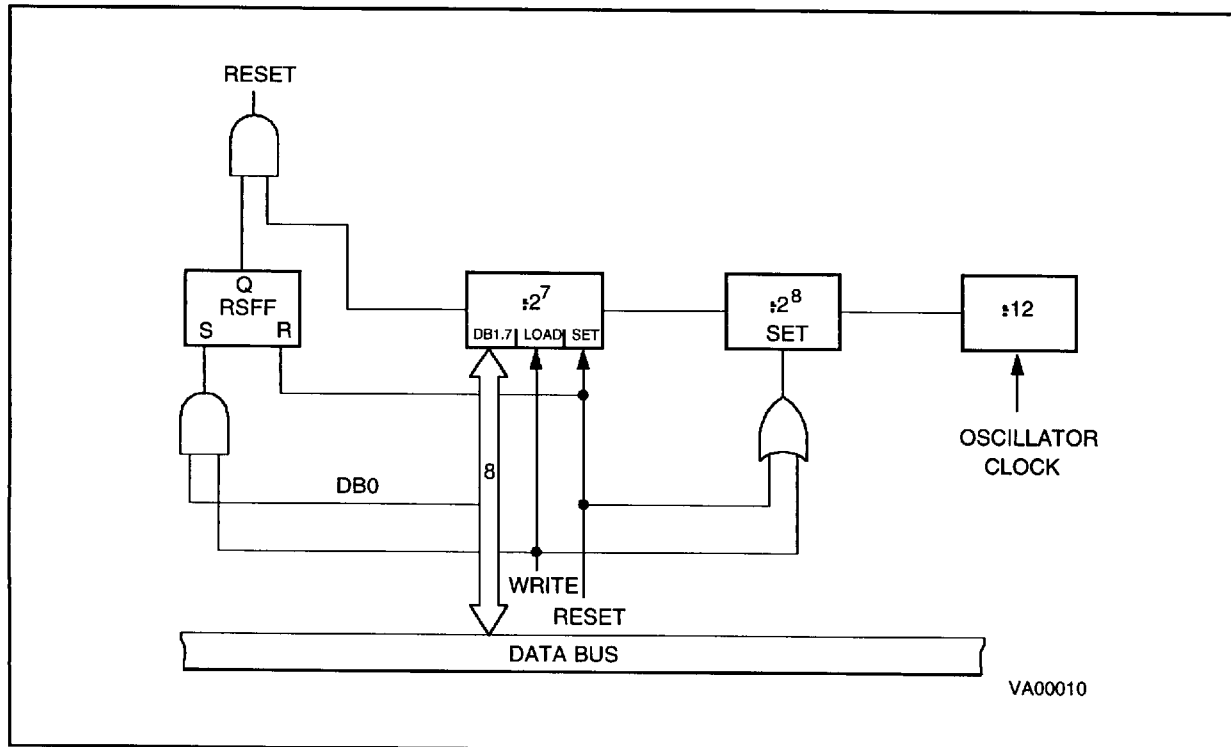 RESET
Q
RSFF
S R
:2⁷
DB1.7 LOAD SET
:2⁸
SET
:12
OSCILLATOR
CLOCK
8
DB0
WRITE
RESET
DATA BUS
VA00010